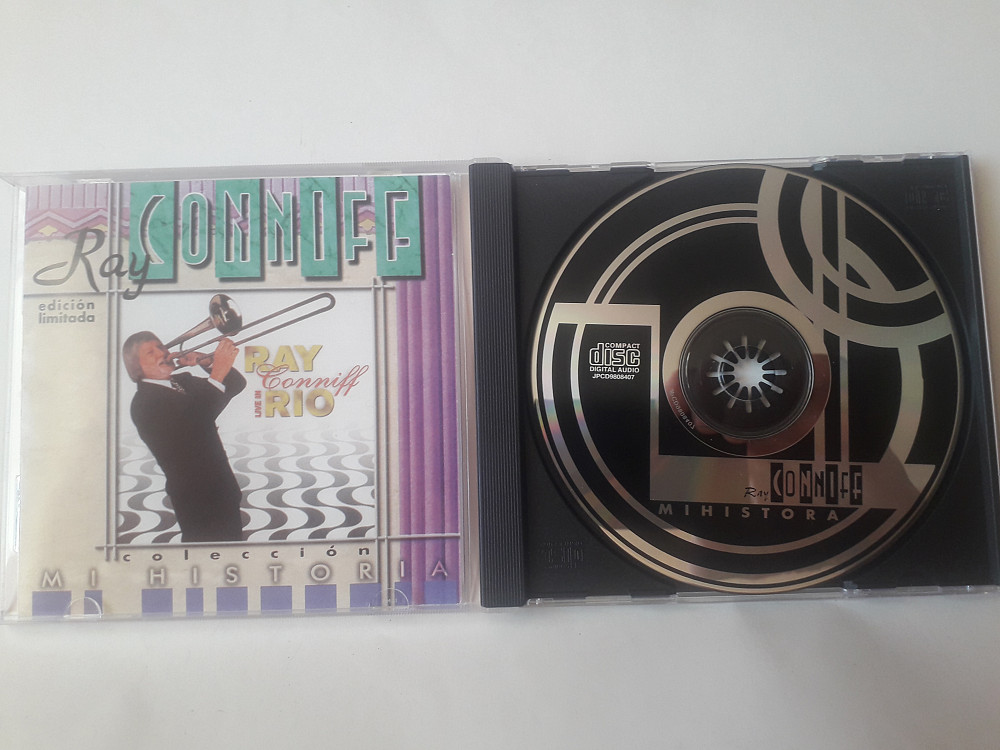 Ray CONNIFF
edición
limitada
RAY
Conniff
LIVE IN
RIO
colección
MI HISTORIA
COMPACT
disc
DIGITAL AUDIO
JPCD9808407
Ray CONNIFF
MIHISTORA